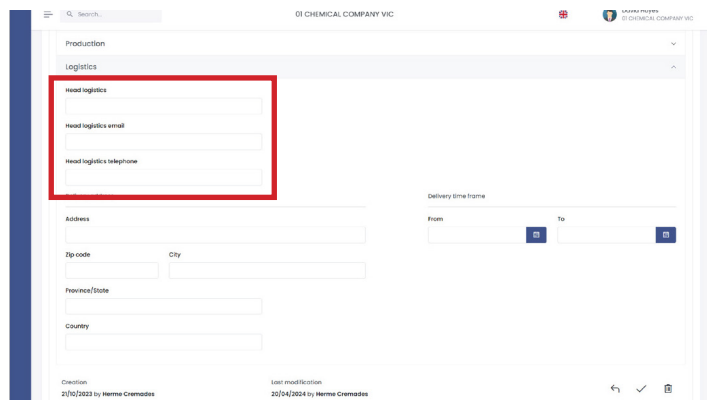 Search...
01 CHEMICAL COMPANY VIC
01 CHEMICAL COMPANY VIC
Production
Logistics
Head logistics
Head logistics email
Head logistics telephone
Delivery time frame
Address
From To
Zip code City
Province/State
Country
Creation Last modification
21/10/2023 by Herme Cremades 20/04/2024 by Herme Cremades